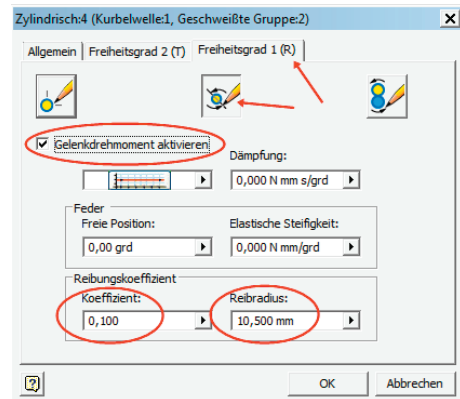 Zylindrisch:4 (Kurbelwelle:1, Geschweißte Gruppe:2)
Allgemein Freiheitsgrad 2 (T) Freiheitsgrad 1 (R)
Gelenkdrehmoment aktivieren
Dämpfung:
0,000 N mm s/grd
Feder
Freie Position: Elastische Steifigkeit:
0,00 grd 0,000 N mm/grd
Reibungskoeffizient
Koeffizient: Reibradius:
0,100 10,500 mm
OK Abbrechen